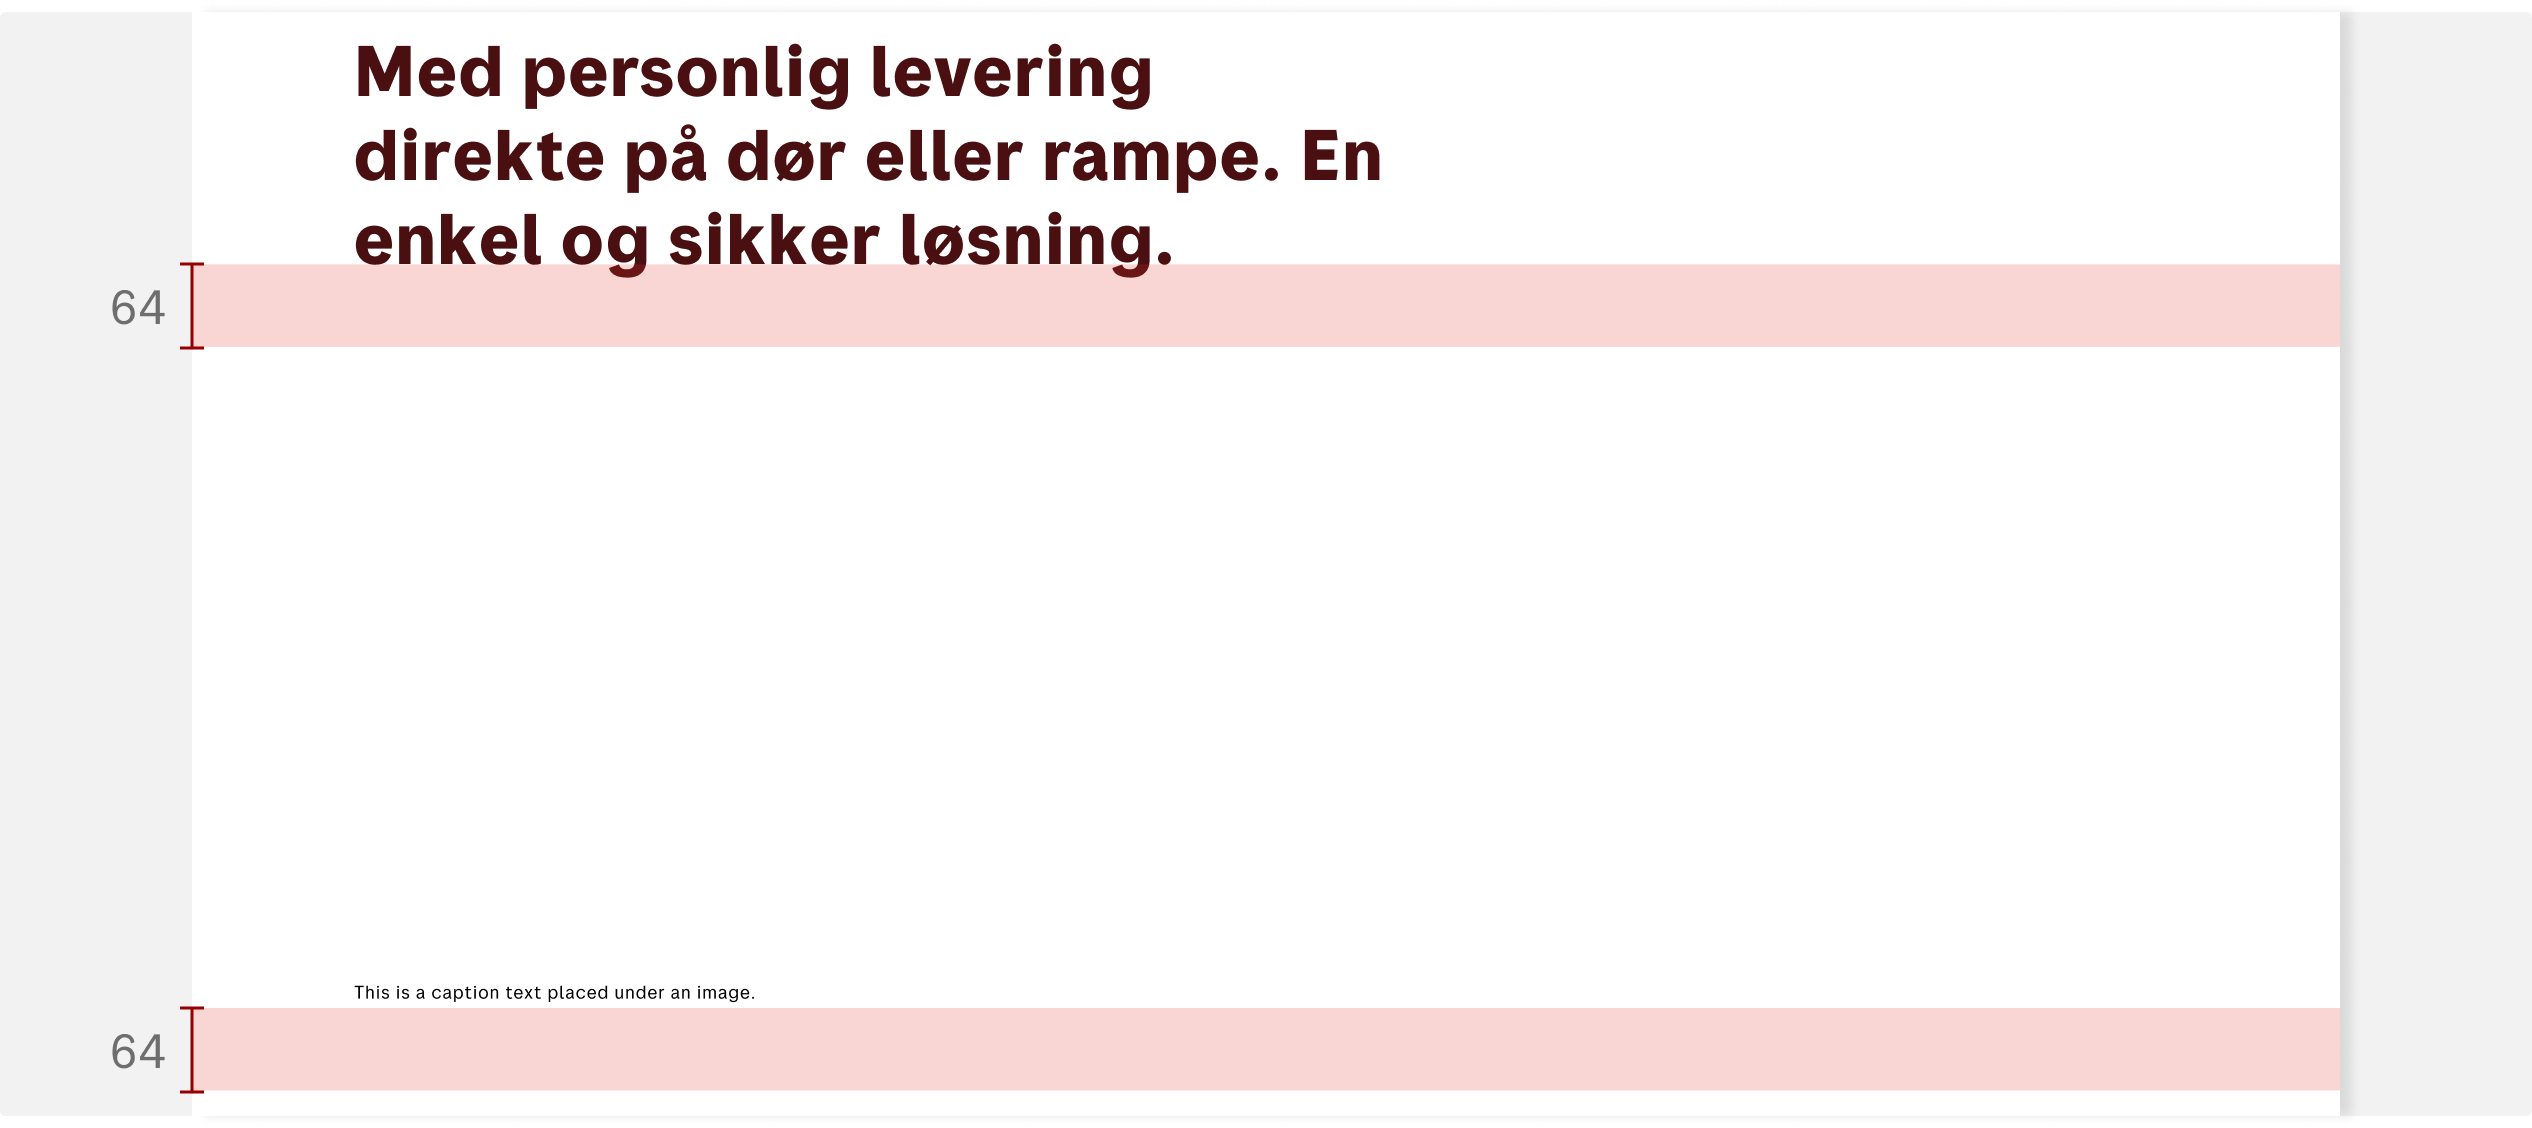 Med personlig levering
direkte på dør eller rampe. En
enkel og sikker løsning.
64
This is a caption text placed under an image.
64